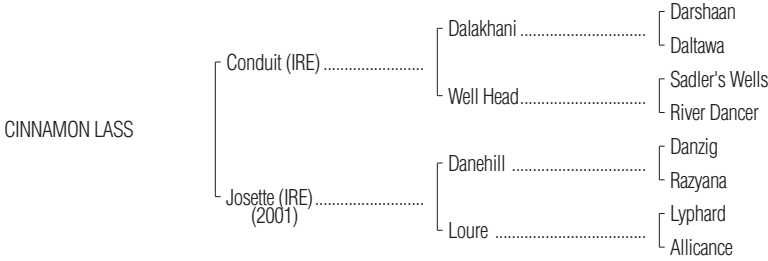 Darshaan
Dalakhani ..............................
Daltawa
Conduit (IRE) ........................
Sadler's Wells
Well Head..............................
River Dancer
CINNAMON LASS
Danzig
Danehill .........................
Razyana
Josette (IRE) ..........................
(2001)
Lyphard
Loure ....................................
Allicance